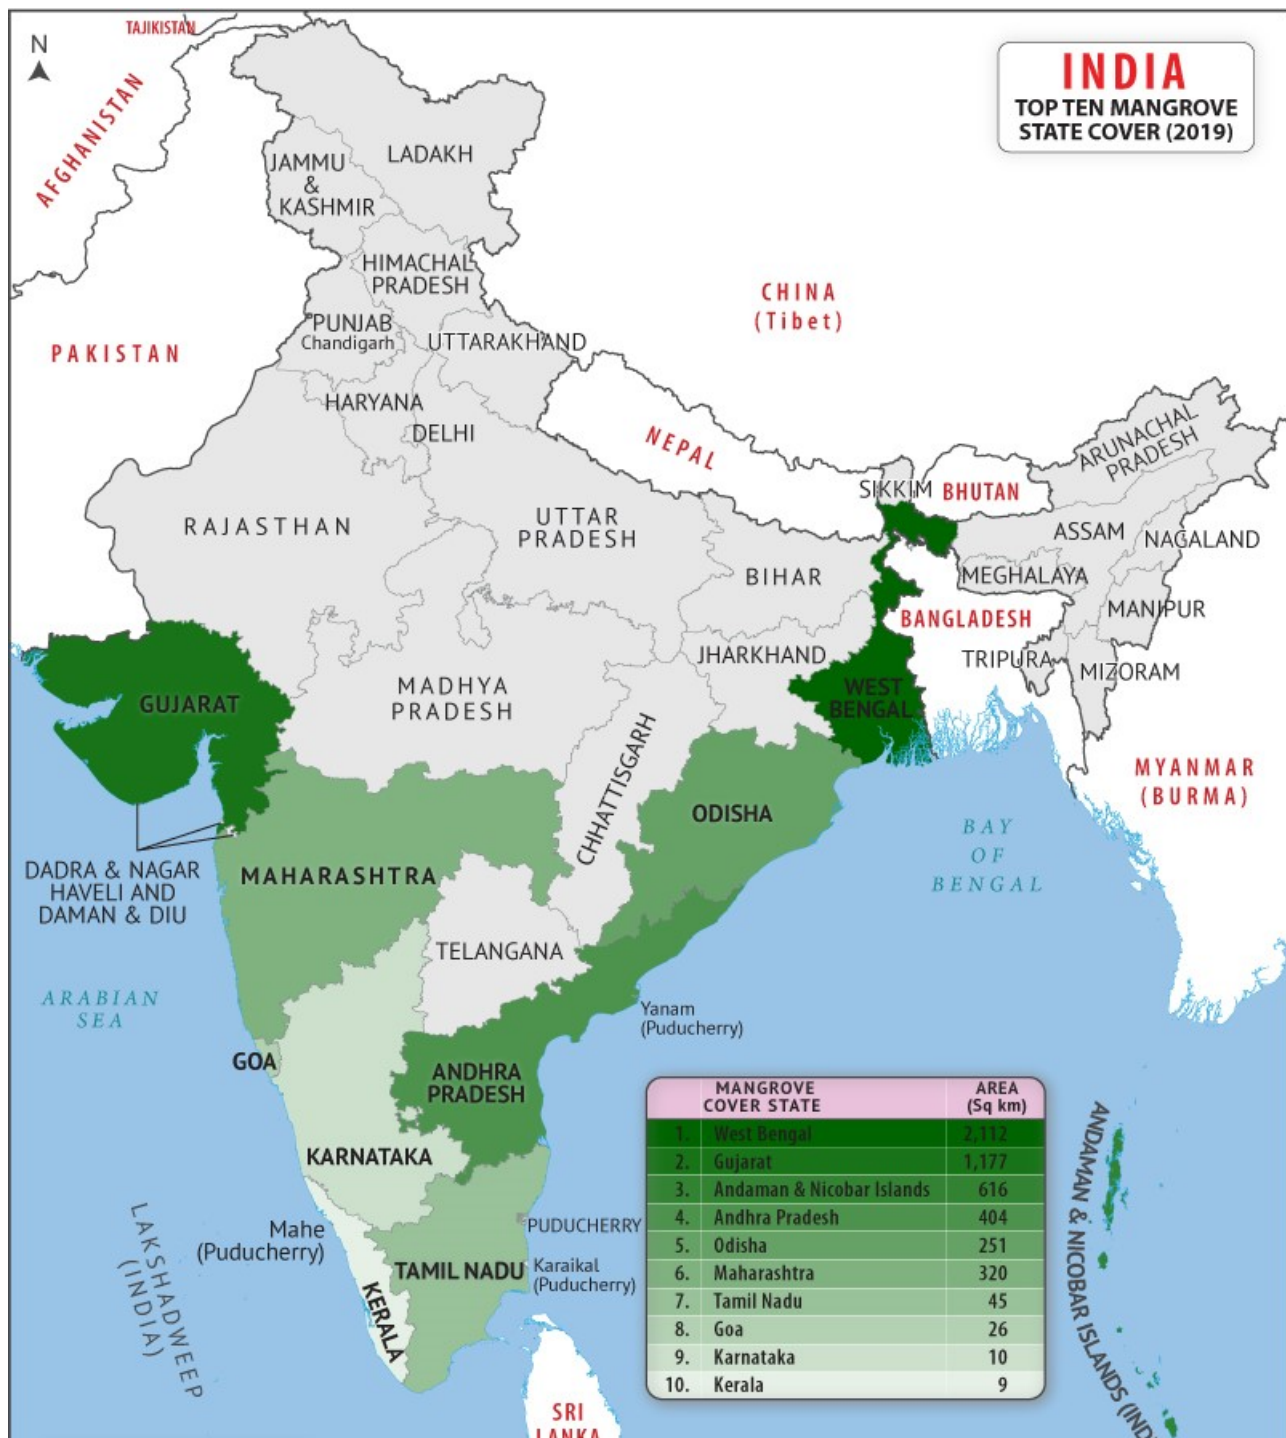 TAJIKISTAN
N
AFGHANISTAN
INDIA
TOP TEN MANGROVE
STATE COVER (2019)
LADAKH
JAMMU
&
KASHMIR
HIMACHAL
PRADESH
CHINA
(Tibet)
PUNJAB
Chandigarh
UTTARAKHAND
PAKISTAN
HARYANA
DELHI
NEPAL
ARUNACHAL
PRADESH
SIKKIM
BHUTAN
RAJASTHAN
UTTAR
PRADESH
ASSAM
NAGALAND
BIHAR
MEGHALAYA
MANIPUR
BANGLADESH
JHARKHAND
TRIPURA
MIZORAM
GUJARAT
MADHYA
PRADESH
WEST
BENGAL
CHHATTISGARH
MYANMAR
(BURMA)
ODISHA
BAY
OF
BENGAL
DADRA & NAGAR
HAVELI AND
DAMAN & DIU
MAHARASHTRA
TELANGANA
ARABIAN
SEA
Yanam
(Puducherry)
GOA
ANDHRA
PRADESH
KARNATAKA
MANGROVE COVER STATE AREA (Sq km)
1. West Bengal 2,112
2. Gujarat 1,177
3. Andaman & Nicobar Islands 616
4. Andhra Pradesh 404
5. Odisha 251
6. Maharashtra 320
7. Tamil Nadu 45
8. Goa 26
9. Karnataka 10
10. Kerala 9
ANDAMAN & NICOBAR ISLANDS (IND
LAKSHADWEEP
(INDIA)
Mahe
(Puducherry)
PUDUCHERRY
TAMIL NADU
Karaikal
(Puducherry)
KERALA
SRI
LANKA